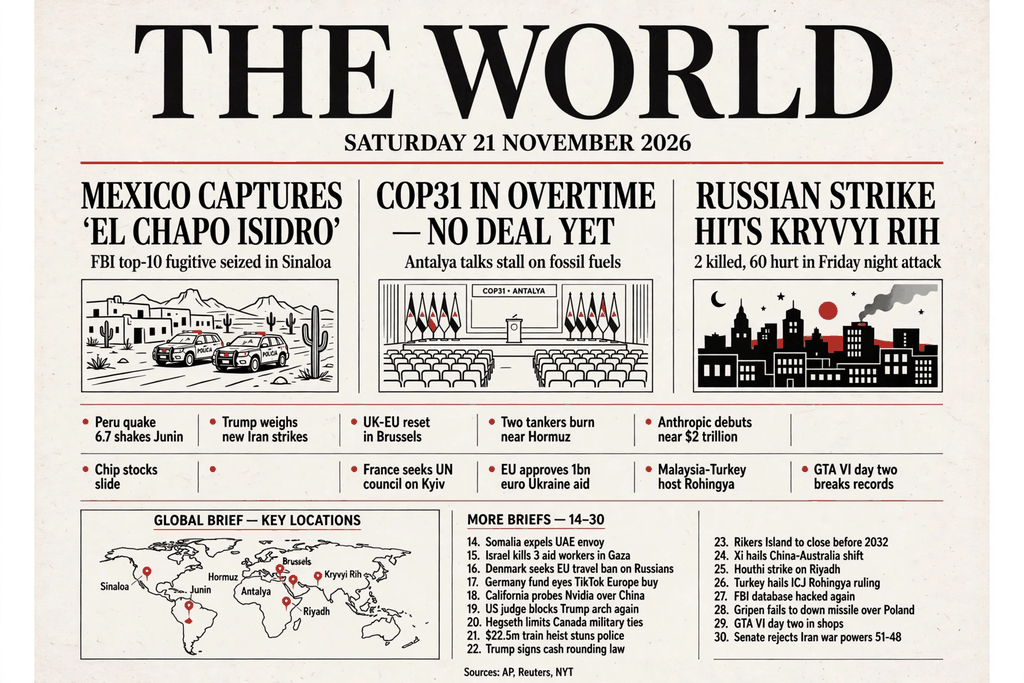 THE WORLD
SATURDAY 21 NOVEMBER 2026
MEXICO CAPTURES
‘EL CHAPO ISIDRO’
FBI top-10 fugitive seized in Sinaloa
POLICÍA
POLICIA
COP31 IN OVERTIME
— NO DEAL YET
Antalya talks stall on fossil fuels
COP31 • ANTALYA
RUSSIAN STRIKE
HITS KRYVYI RIH
2 killed, 60 hurt in Friday night attack
• Peru quake
6.7 shakes Junin
• Trump weighs
new Iran strikes
• UK-EU reset
in Brussels
• Two tankers burn
near Hormuz
• Anthropic debuts
near $2 trillion
• Chip stocks
slide
•
• France seeks UN
council on Kyiv
• EU approves 1bn
euro Ukraine aid
• Malaysia-Turkey
host Rohingya
• GTA VI day two
breaks records
GLOBAL BRIEF — KEY LOCATIONS
Sinaloa
Junin
Hormuz
Brussels
Antalya
Kryvyi Rih
Riyadh
MORE BRIEFS — 14–30
14. Somalia expels UAE envoy
15. Israel kills 3 aid workers in Gaza
16. Denmark seeks EU travel ban on Russians
17. Germany fund eyes TikTok Europe buy
18. California probes Nvidia over China
19. US judge blocks Trump arch again
20. Hegseth limits Canada military ties
21. $22.5m train heist stuns police
22. Trump signs cash rounding law
23. Rikers Island to close before 2032
24. Xi hails China-Australia shift
25. Houthi strike on Riyadh
26. Turkey hails ICJ Rohingya ruling
27. FBI database hacked again
28. Gripen fails to down missile over Poland
29. GTA VI day two in shops
30. Senate rejects Iran war powers 51-48
Sources: AP, Reuters, NYT